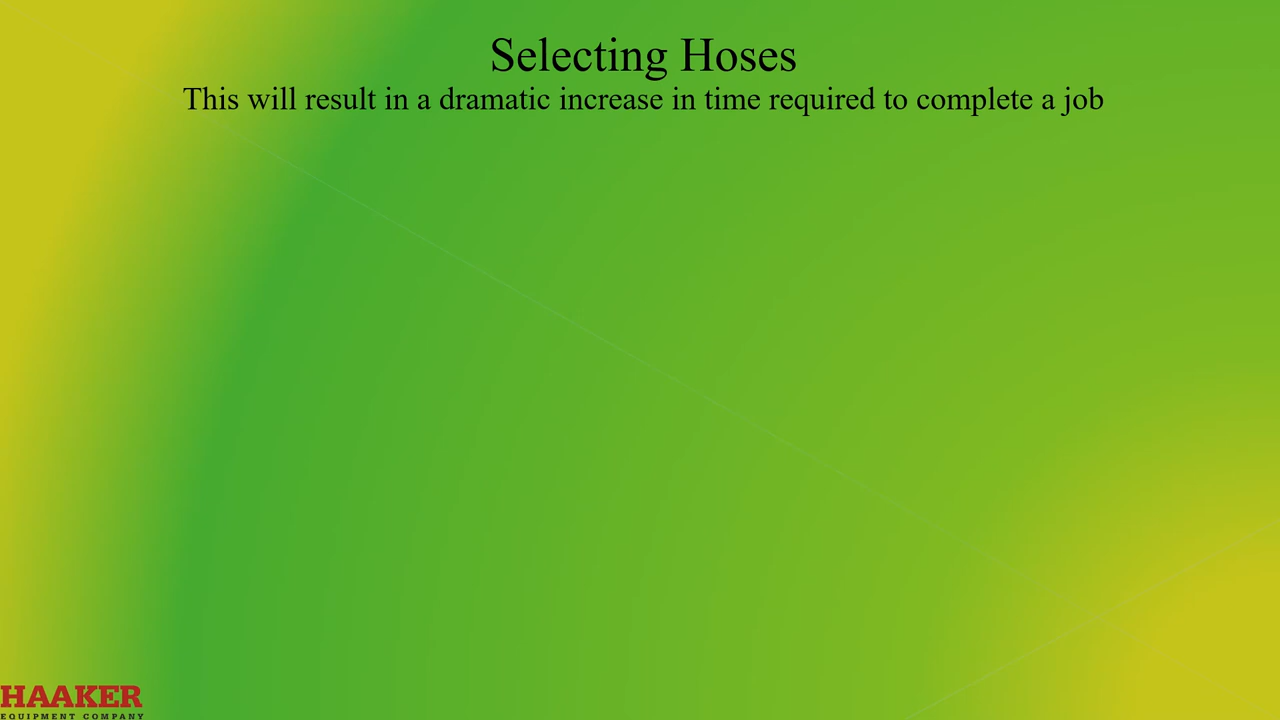 Selecting Hoses
This will result in a dramatic increase in time required to complete a job
HAAKER
EQUIPMENT COMPANY